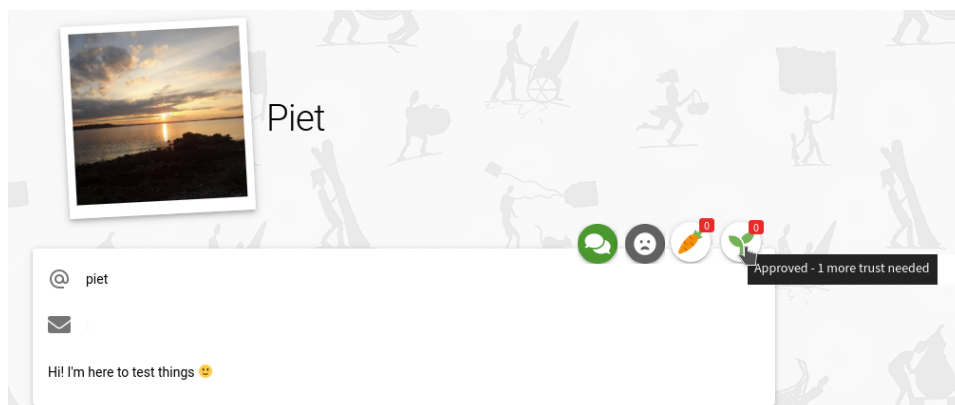 Piet
0 0
Approved - 1 more trust needed
piet
Hi! I'm here to test things 🙂